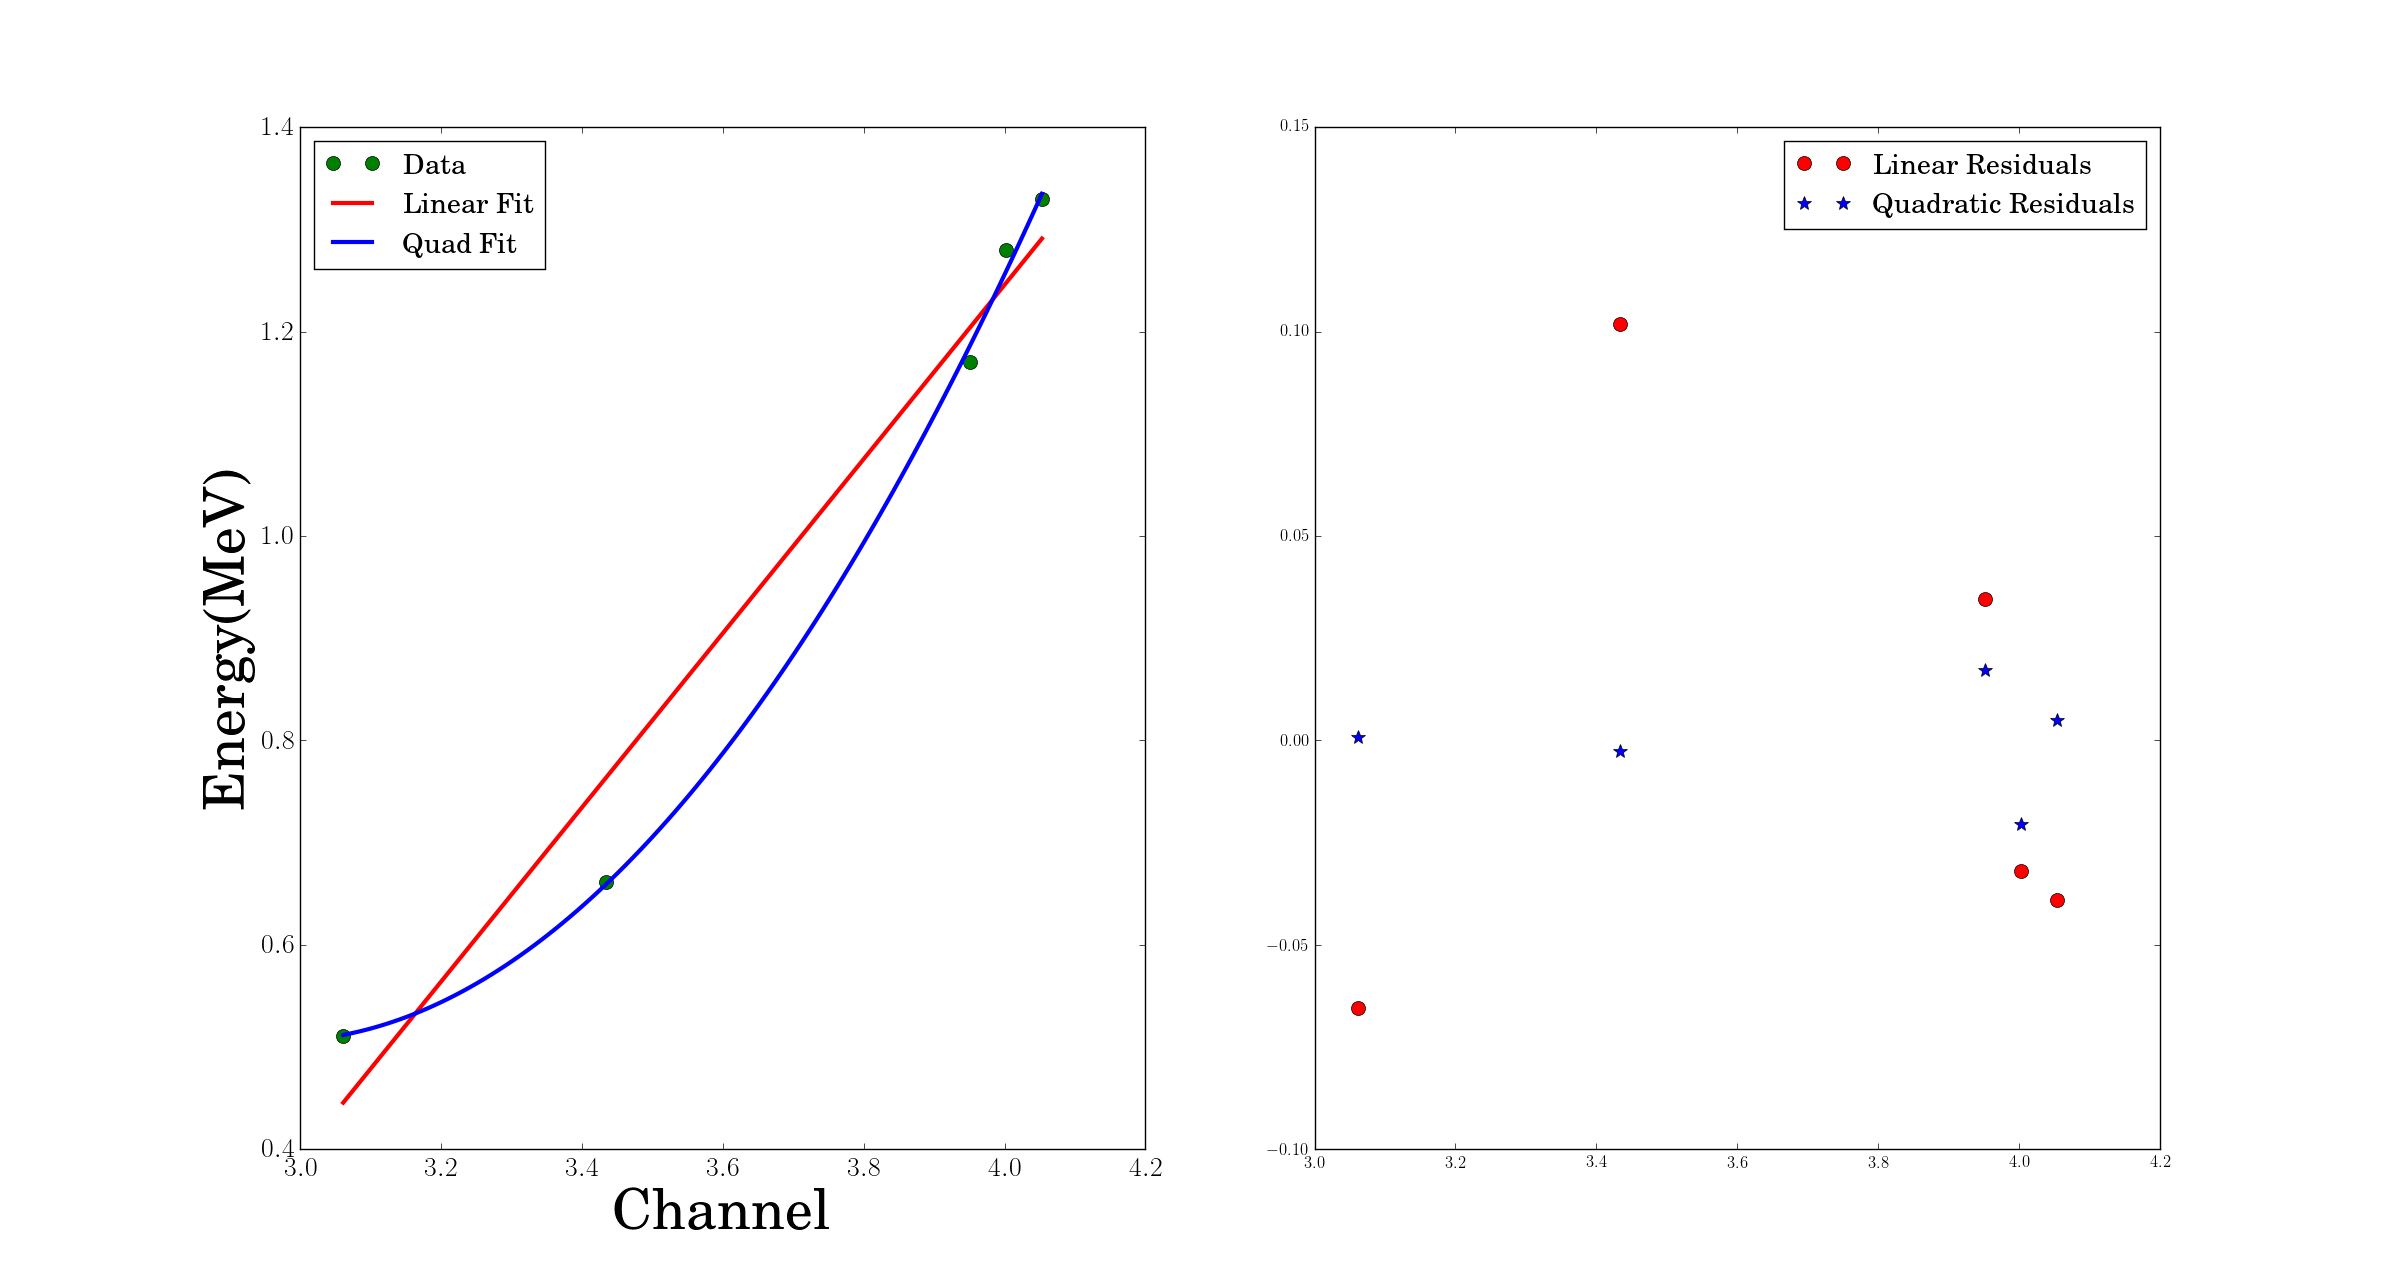 1.4
1.2
1.0
0.8
0.6
0.4
3.0 3.2 3.4 3.6 3.8 4.0 4.2
Energy(MeV)
Channel
Data
Linear Fit
Quad Fit
0.15
0.10
0.05
0.00
−0.05
−0.10
3.0 3.2 3.4 3.6 3.8 4.0 4.2
Linear Residuals
Quadratic Residuals